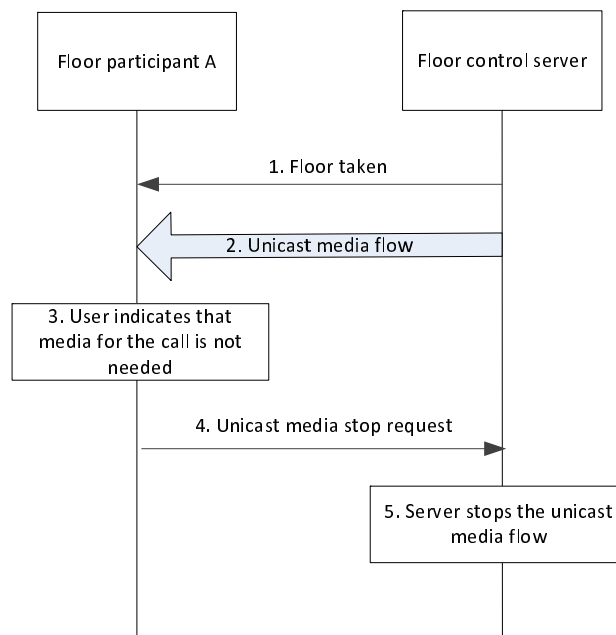 Floor participant A
Floor control server
1. Floor taken
2. Unicast media flow
3. User indicates that
media for the call is not
needed
4. Unicast media stop request
5. Server stops the unicast
media flow